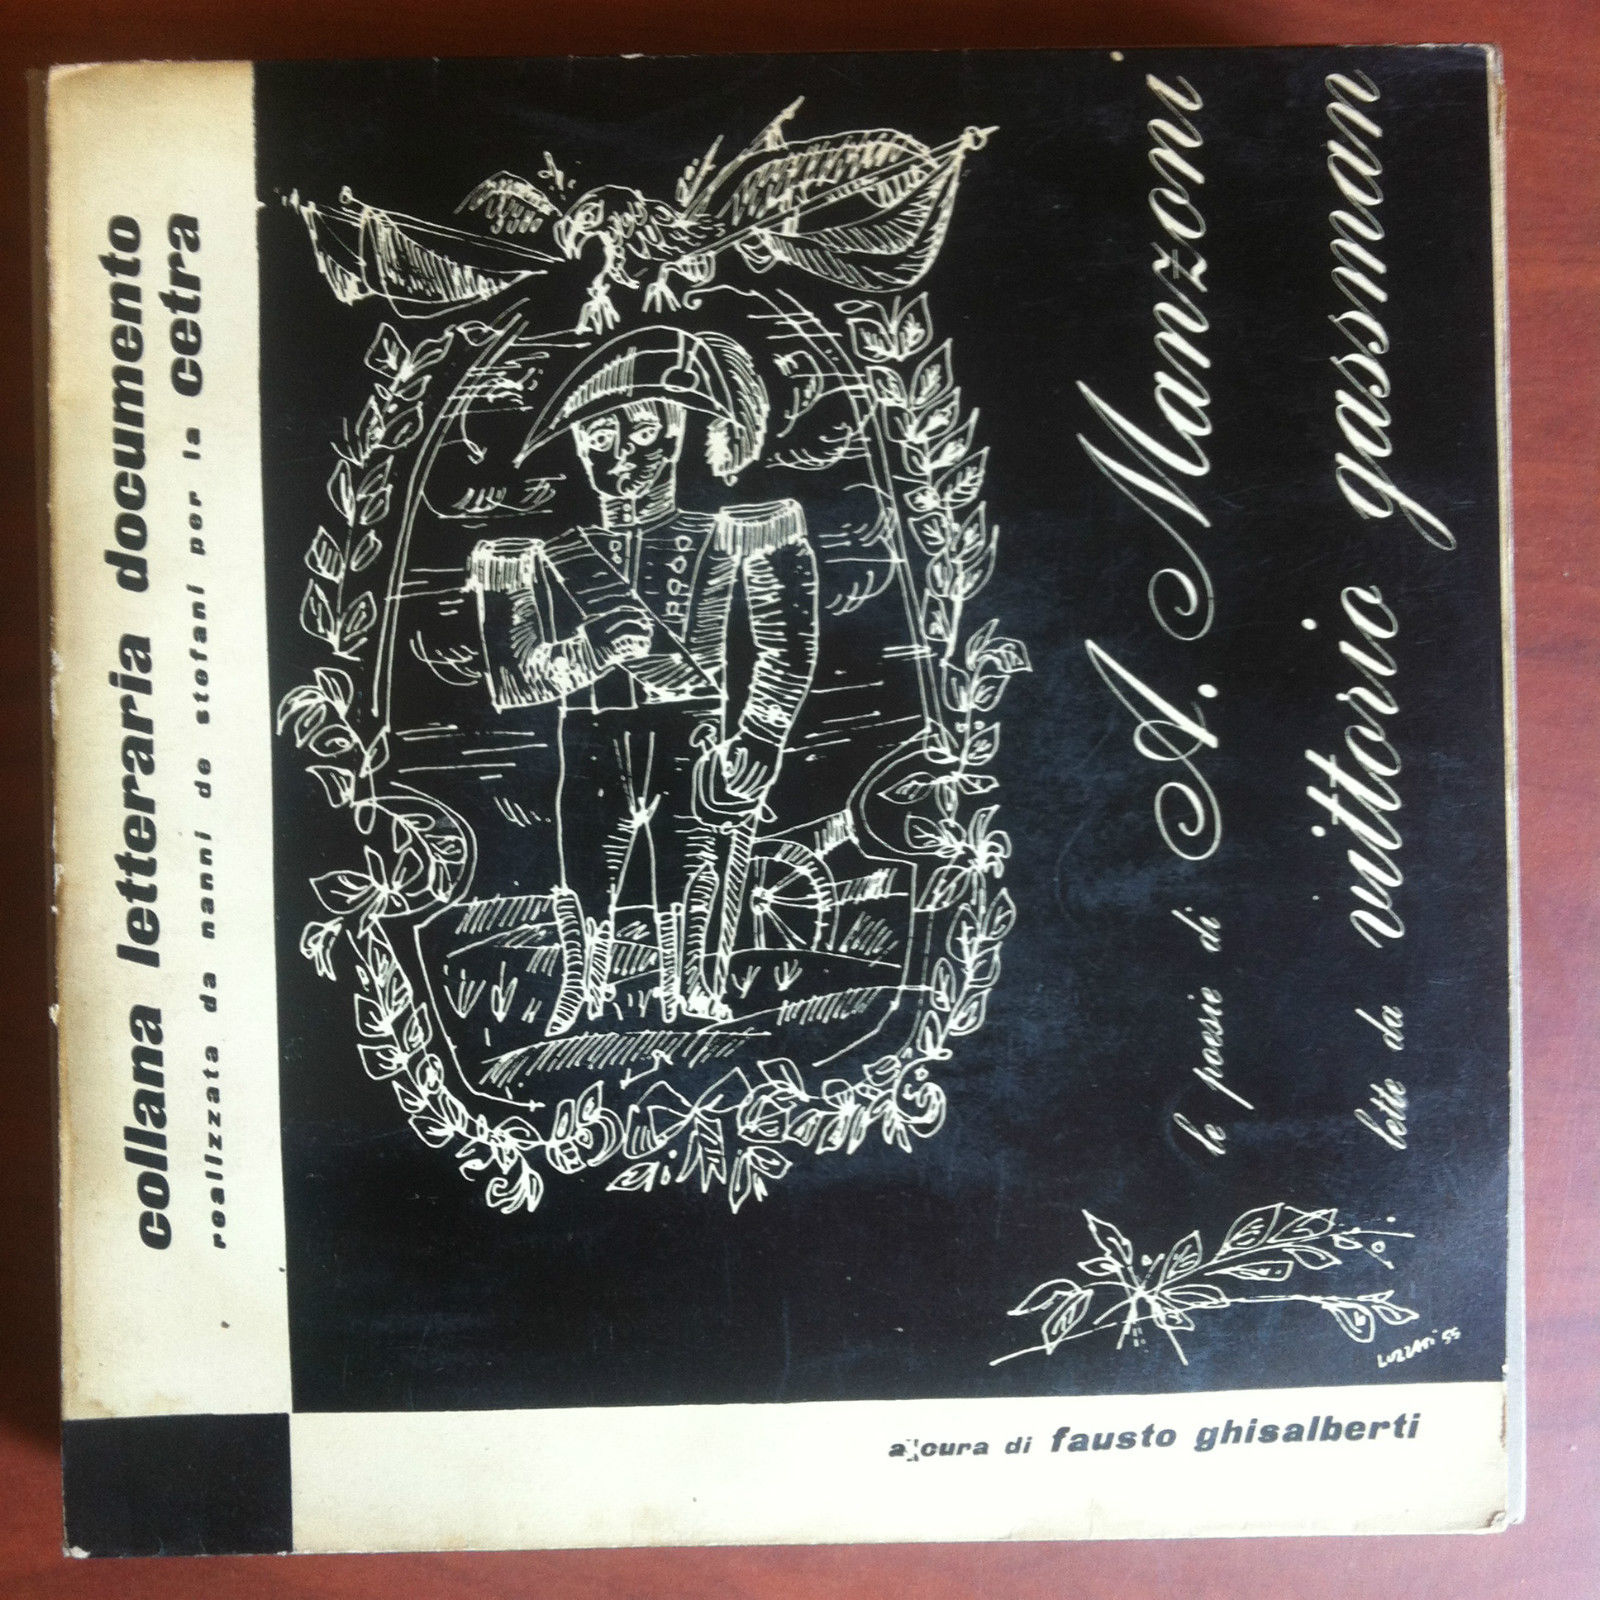 collana letteraria documento
realizzata da nanni de stefani per la cetra
le poesie di A. Manzoni
lette da vittorio gassman
LUZZATI '55
a cura di fausto ghisalberti